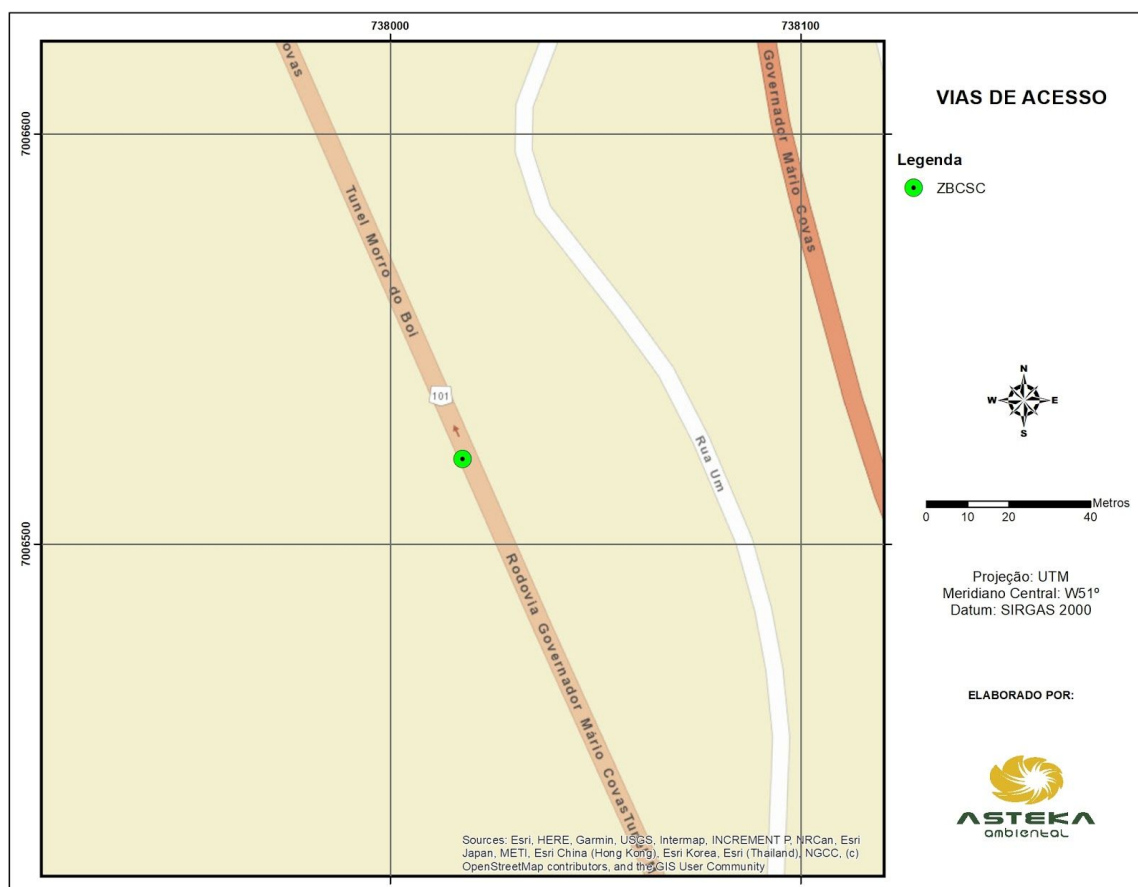 738000
738100
7006600
7006500
ovas
Tunel Morro do Boi
101
Rodovia Governador Mário CovasTun
Rua Um
Governador Mário Covas
Sources: Esri, HERE, Garmin, USGS, Intermap, INCREMENT P, NRCan, Esri
Japan, METI, Esri China (Hong Kong), Esri Korea, Esri (Thailand), NGCC, (c)
OpenStreetMap contributors, and the GIS User Community
VIAS DE ACESSO
Legenda
ZBCSC
N
W
E
S
Metros
0 10 20 40
Projeção: UTM
Meridiano Central: W51º
Datum: SIRGAS 2000
ELABORADO POR:
ASTEKA
ambiental